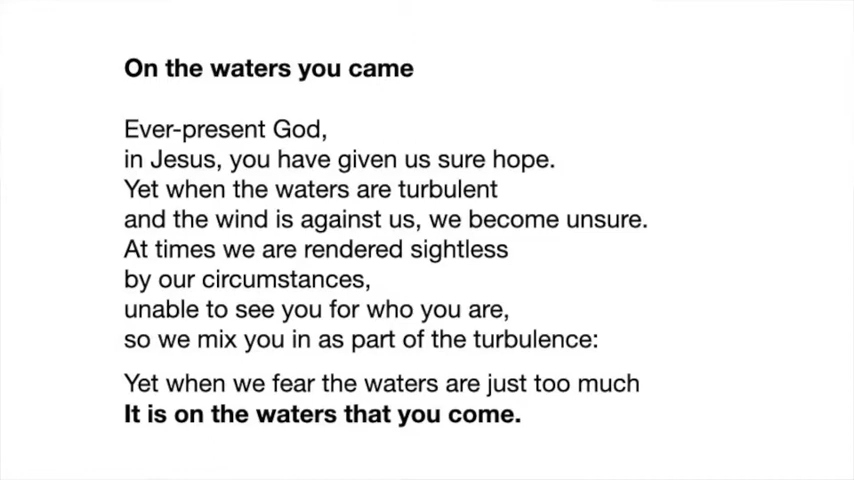 On the waters you came
Ever-present God,
in Jesus, you have given us sure hope.
Yet when the waters are turbulent
and the wind is against us, we become unsure.
At times we are rendered sightless
by our circumstances,
unable to see you for who you are,
so we mix you in as part of the turbulence:
Yet when we fear the waters are just too much
It is on the waters that you come.